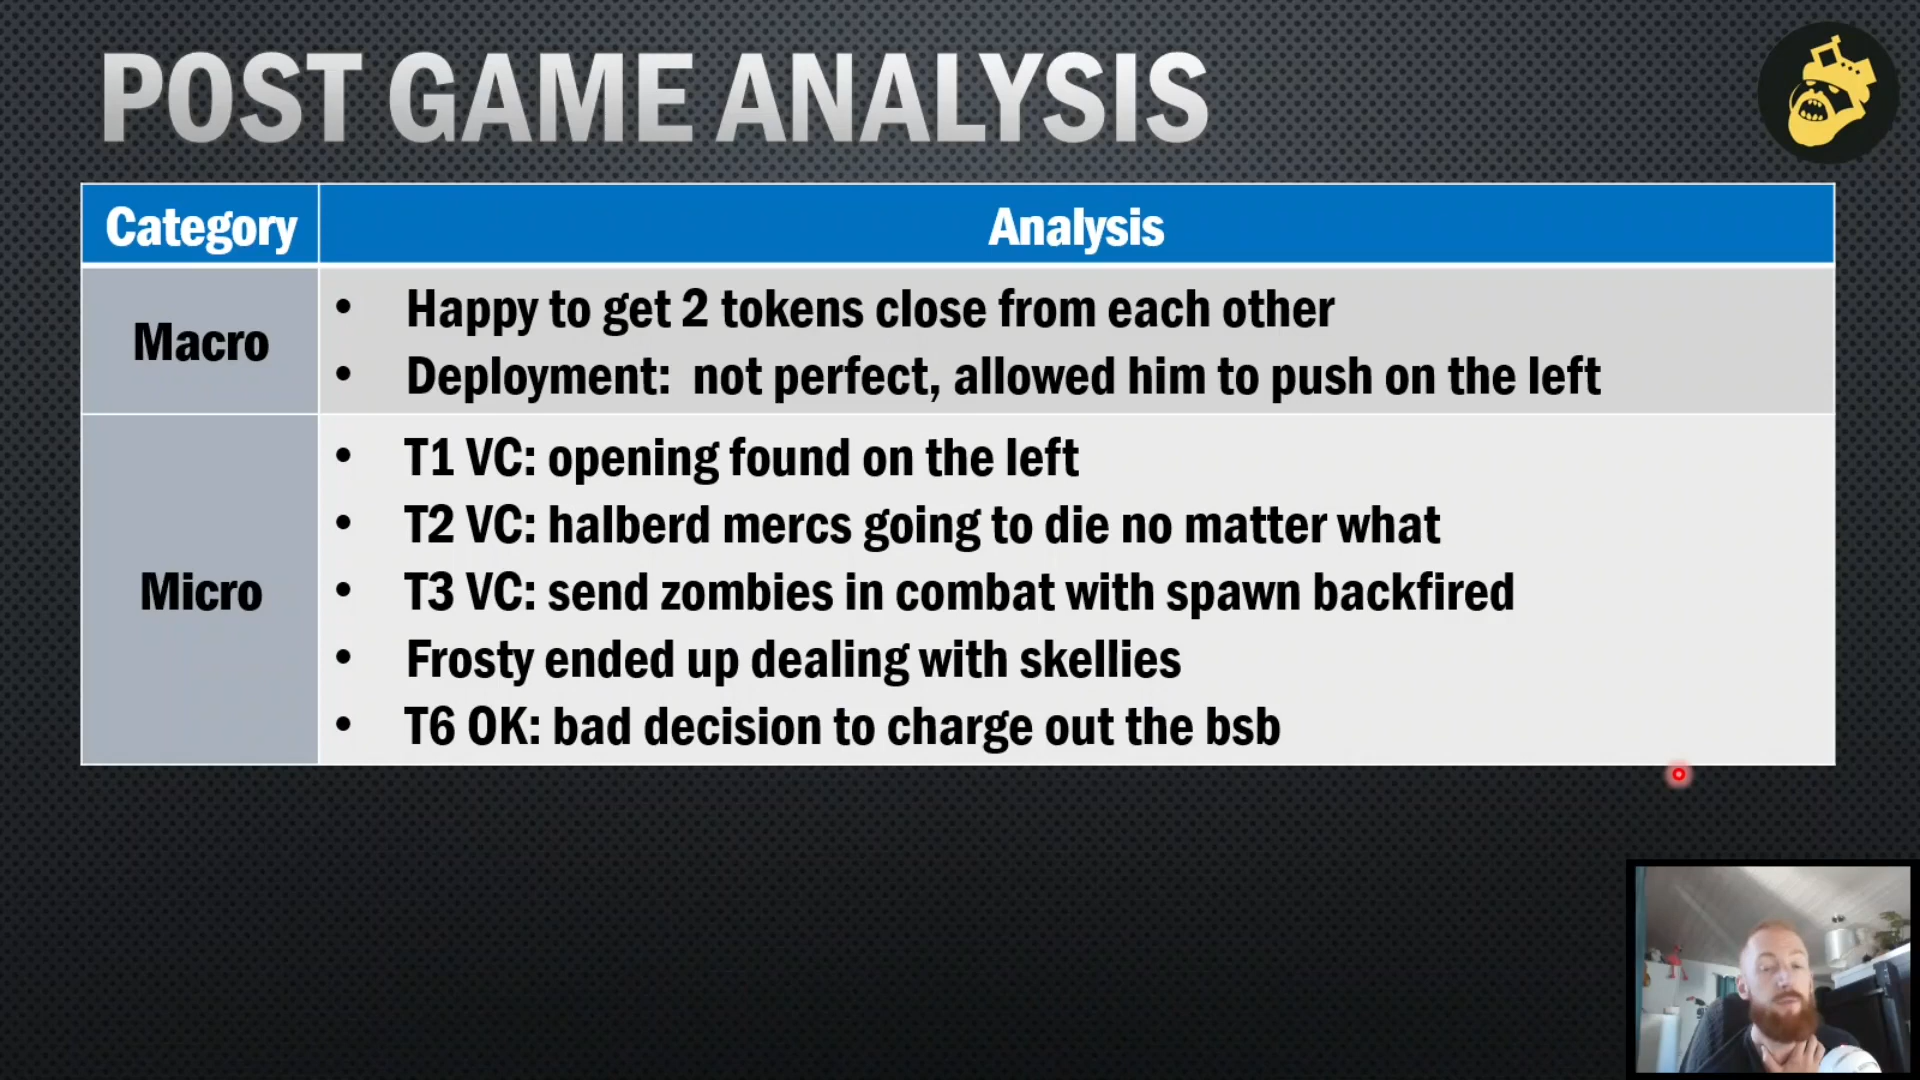 POST GAME ANALYSIS
Category
Analysis
Macro
• Happy to get 2 tokens close from each other
• Deployment: not perfect, allowed him to push on the left
Micro
• T1 VC: opening found on the left
• T2 VC: halberd mercs going to die no matter what
• T3 VC: send zombies in combat with spawn backfired
• Frosty ended up dealing with skellies
• T6 OK: bad decision to charge out the bsb